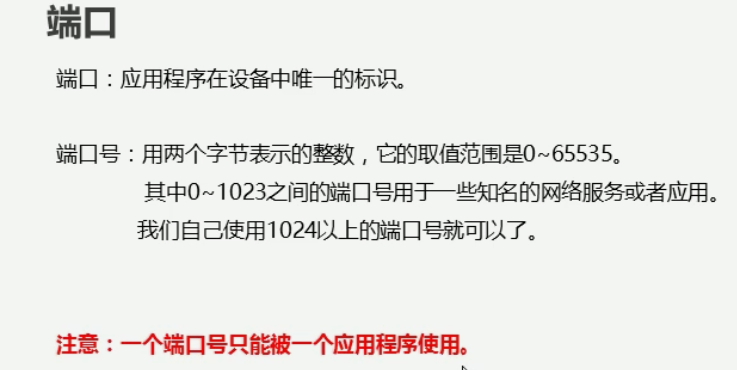 端口
端口：应用程序在设备中唯一的标识。
端口号：用两个字节表示的整数，它的取值范围是0~65535。
其中0~1023之间的端口号用于一些知名的网络服务或者应用。
我们自己使用1024以上的端口号就可以了。
注意：一个端口号只能被一个应用程序使用。